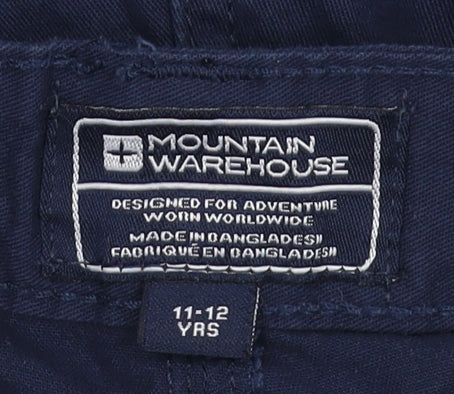 MOUNTAIN
WAREHOUSE
DESIGNED FOR ADVENTURE
WORN WORLDWIDE
MADE IN BANGLADESH
FABRIQUÉ EN BANGLADESH
11-12
YRS